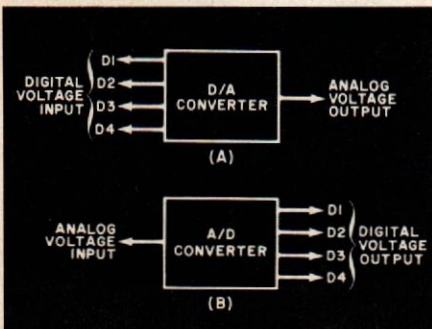 DIGITAL
VOLTAGE
INPUT
D1
D2
D3
D4
D/A
CONVERTER
ANALOG
VOLTAGE
OUTPUT
(A)
ANALOG
VOLTAGE
INPUT
A/D
CONVERTER
D1
D2
D3
D4
DIGITAL
VOLTAGE
OUTPUT
(B)